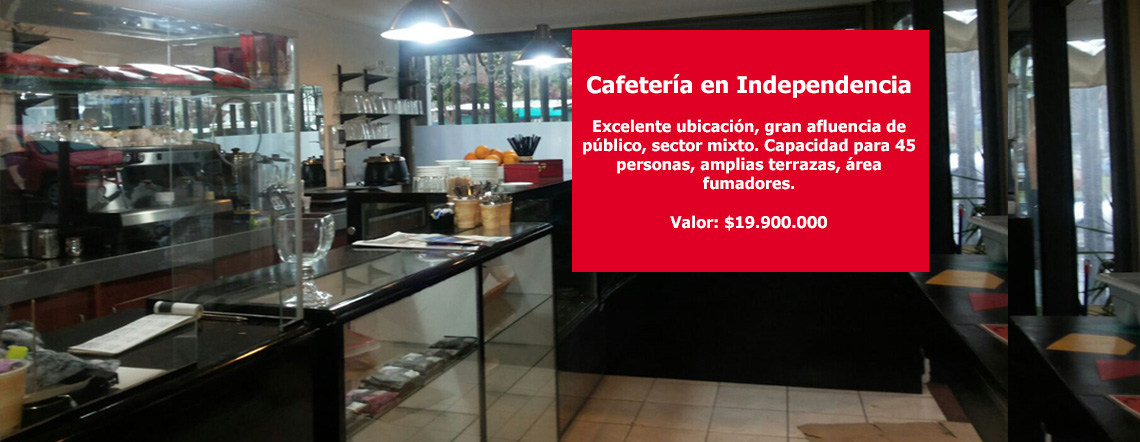 Cafetería en Independencia
Excelente ubicación, gran afluencia de
público, sector mixto. Capacidad para 45
personas, amplias terrazas, área
fumadores.
Valor: $19.900.000